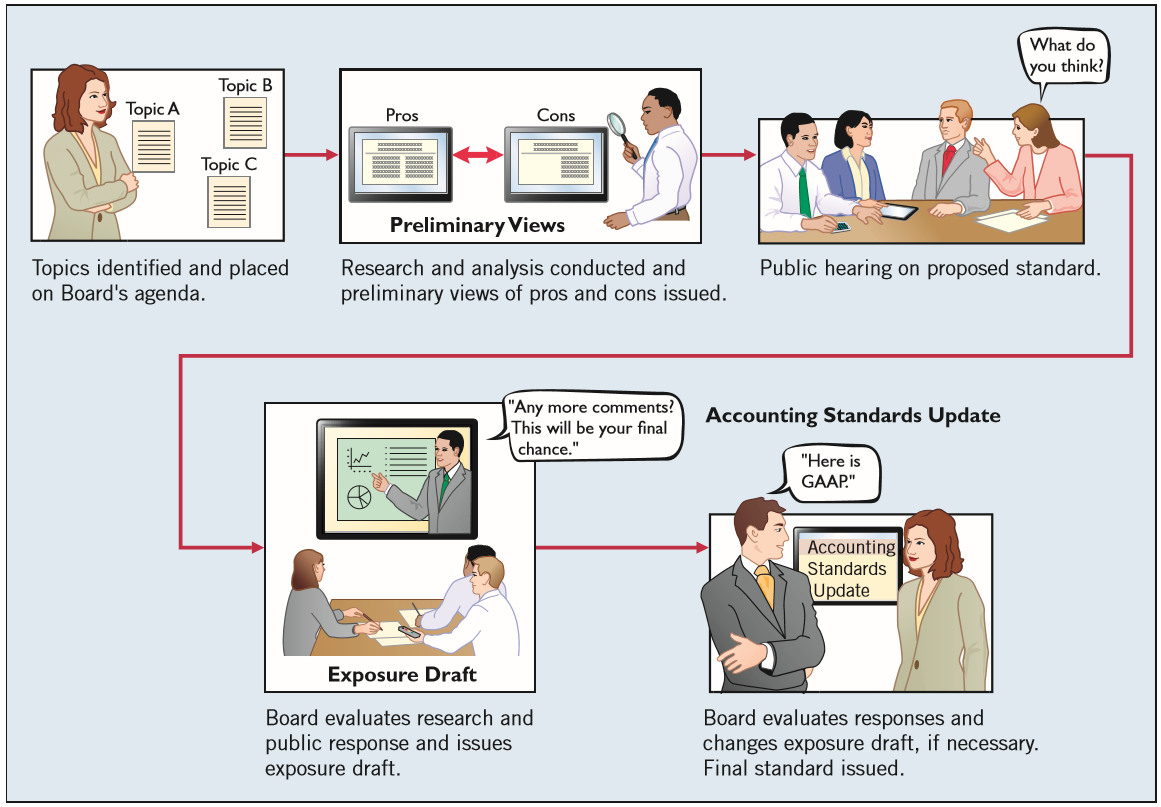 Topic A
Topic B
Topic C
Topics identified and placed
on Board's agenda.
Pros
Cons
Preliminary Views
Research and analysis conducted and
preliminary views of pros and cons issued.
What do
you think?
Public hearing on proposed standard.
"Any more comments?
This will be your final
chance."
Exposure Draft
Board evaluates research and
public response and issues
exposure draft.
Accounting Standards Update
"Here is
GAAP."
Accounting
Standards
Update
Board evaluates responses and
changes exposure draft, if necessary.
Final standard issued.